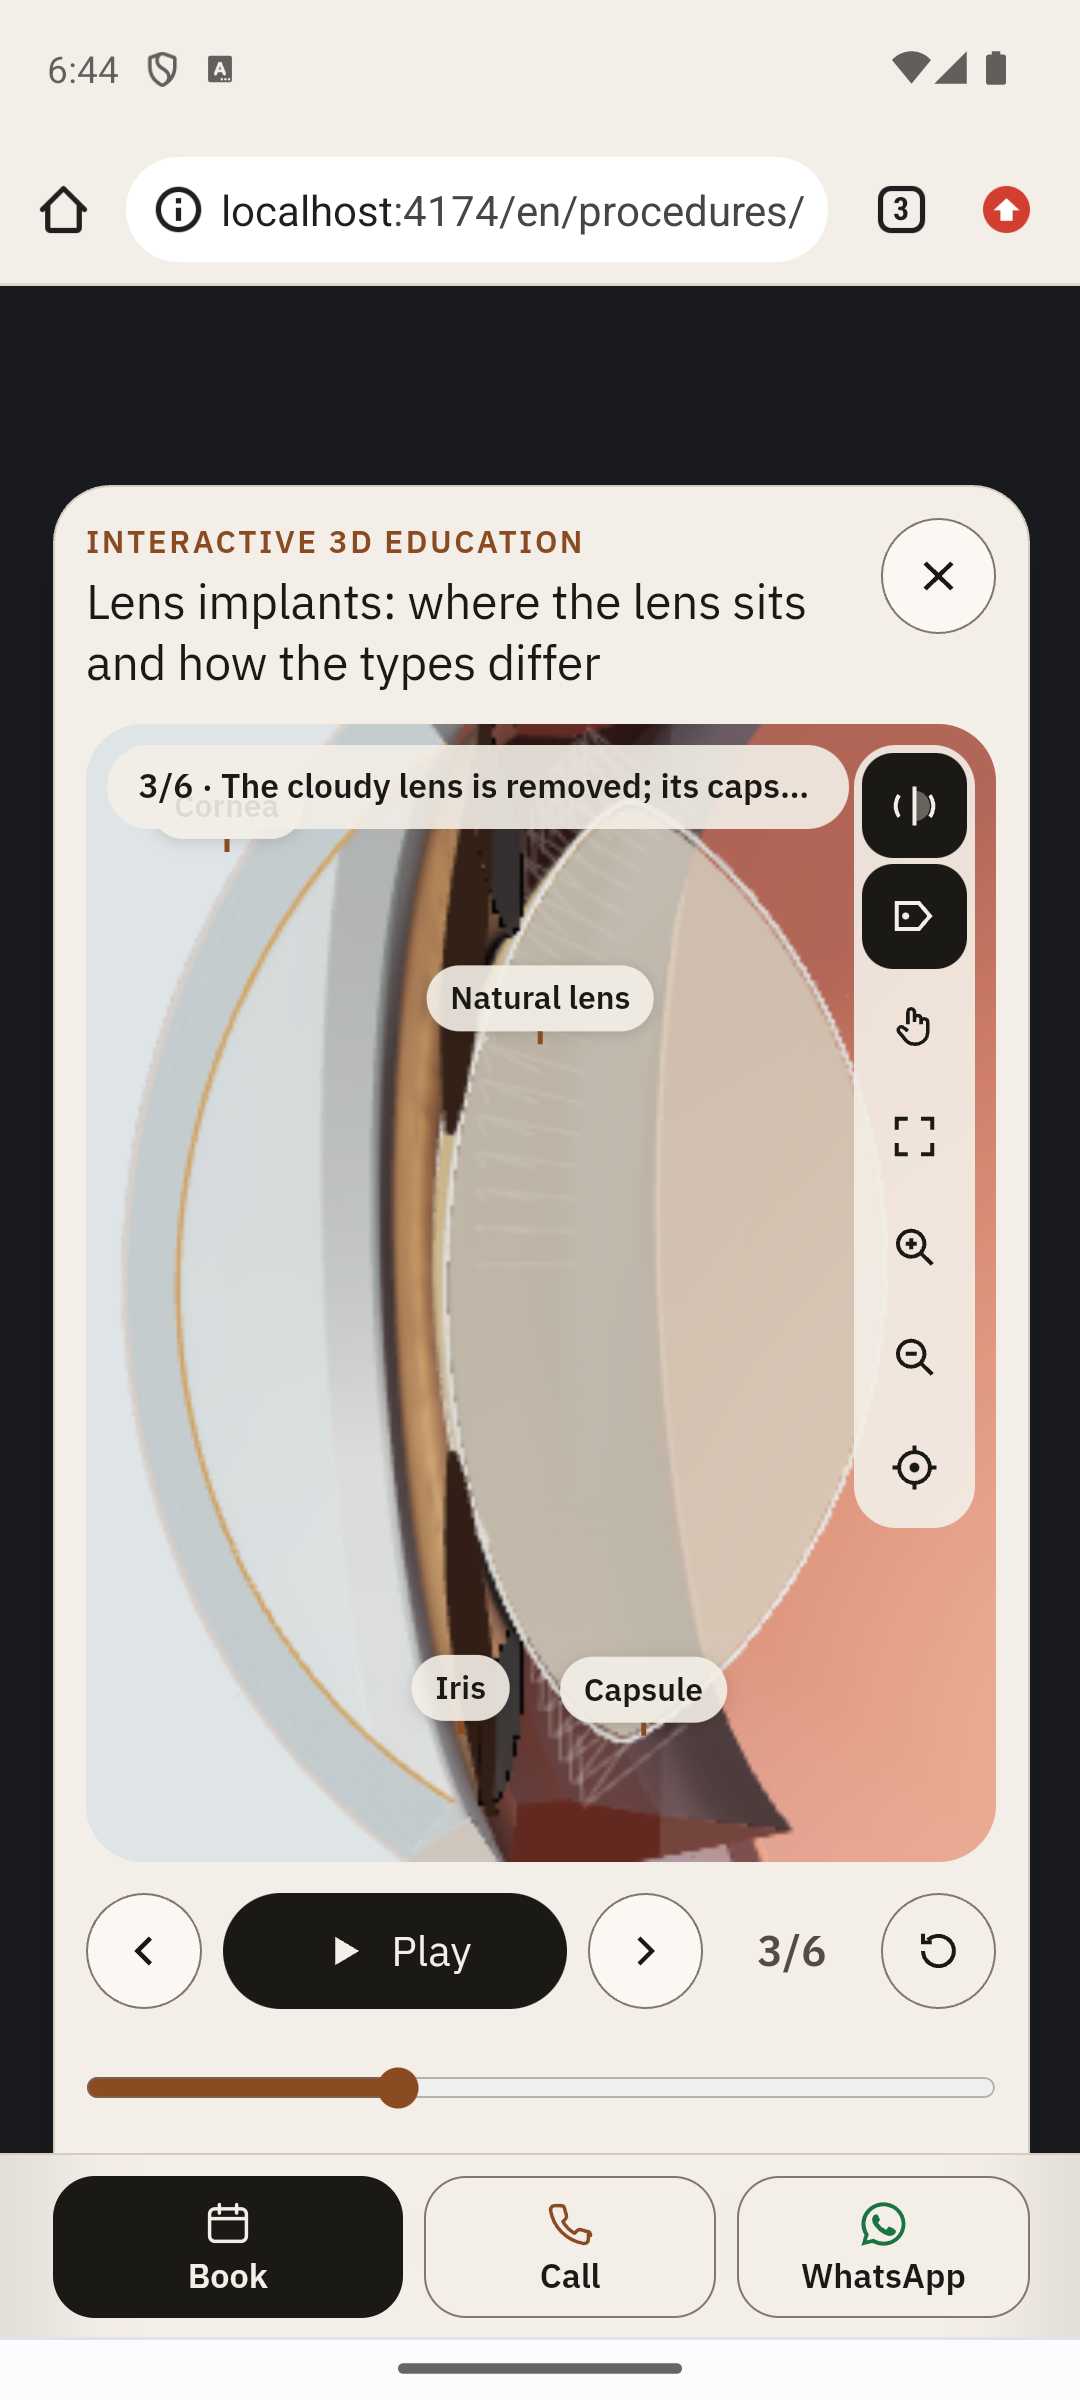 6:44
localhost:4174/en/procedures/
3
INTERACTIVE 3D EDUCATION
Lens implants: where the lens sits
and how the types differ
3/6 · The cloudy lens is removed; its caps...
Cornea
Natural lens
Iris
Capsule
Play
3/6
Book
Call
WhatsApp